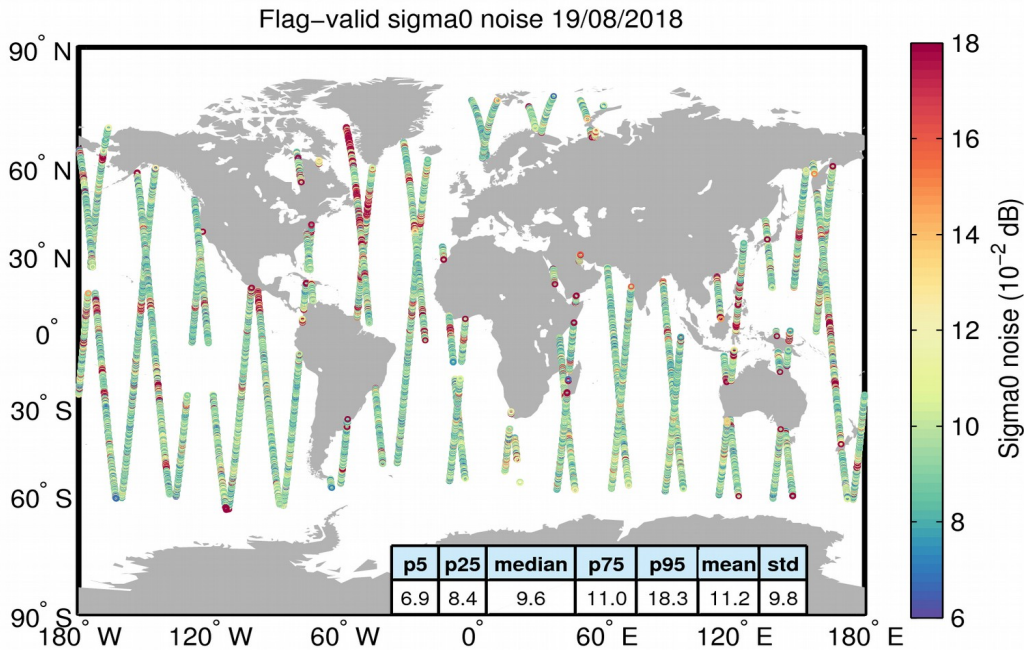 Flag−valid sigma0 noise 19/08/2018
90° N
60° N
30° N
0°
30° S
60° S
90° S
180° W
120° W
60° W
0°
60° E
120° E
180° E
p5 p25 median p75 p95 mean std
6.9 8.4 9.6 11.0 18.3 11.2 9.8
18
16
14
12
10
8
6
Sigma0 noise (10⁻² dB)